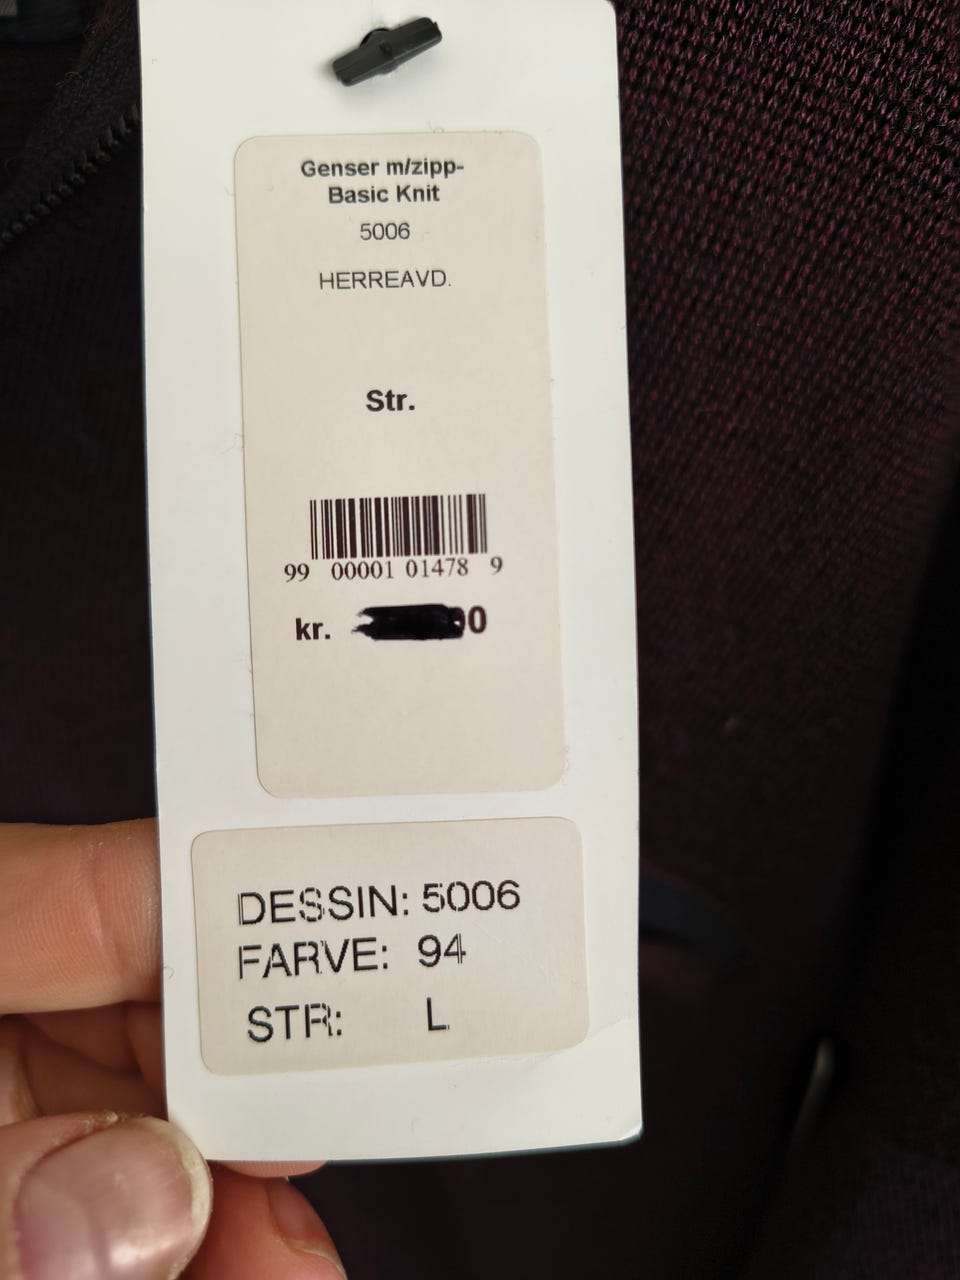 Genser m/zipp-
Basic Knit
5006
HERREAVD.
Str.
99 00001 01478 9
kr.
DESSIN: 5006
FARVE: 94
STR: L